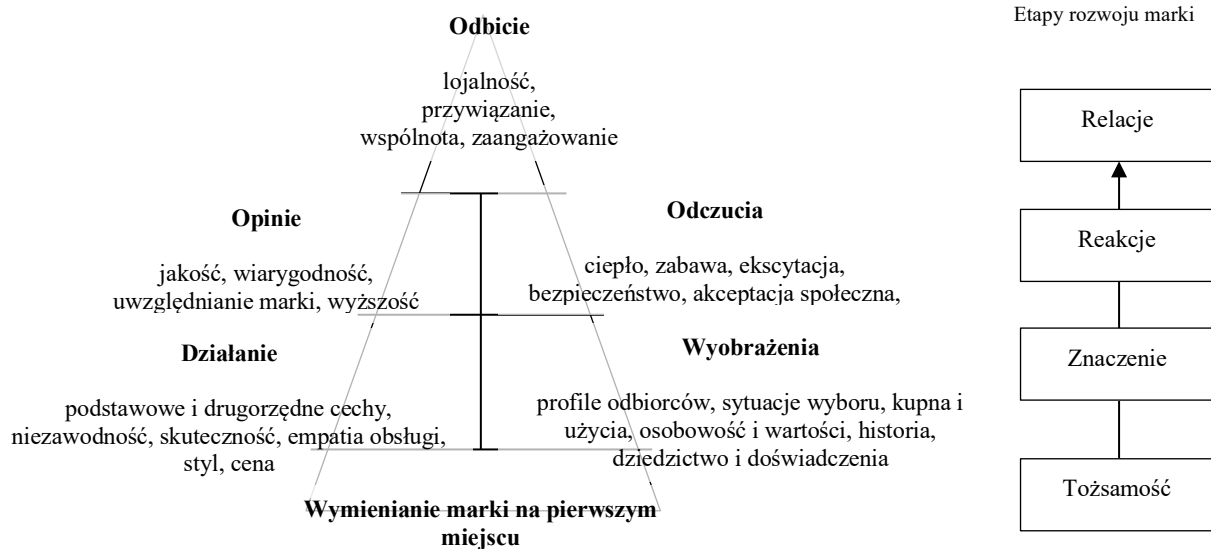 Etapy rozwoju marki
Odbicie
lojalność,
przywiązanie,
wspólnota, zaangażowanie
Relacje
Opinie
jakość, wiarygodność,
uwzględnianie marki, wyższość
Odczucia
ciepło, zabawa, ekscytacja,
bezpieczeństwo, akceptacja społeczna,
Reakcje
Działanie
podstawowe i drugorzędne cechy,
niezawodność, skuteczność, empatia obsługi,
styl, cena
Wyobrażenia
profile odbiorców, sytuacje wyboru, kupna i
użycia, osobowość i wartości, historia,
dziedzictwo i doświadczenia
Znaczenie
Wymienianie marki na pierwszym
miejscu
Tożsamość